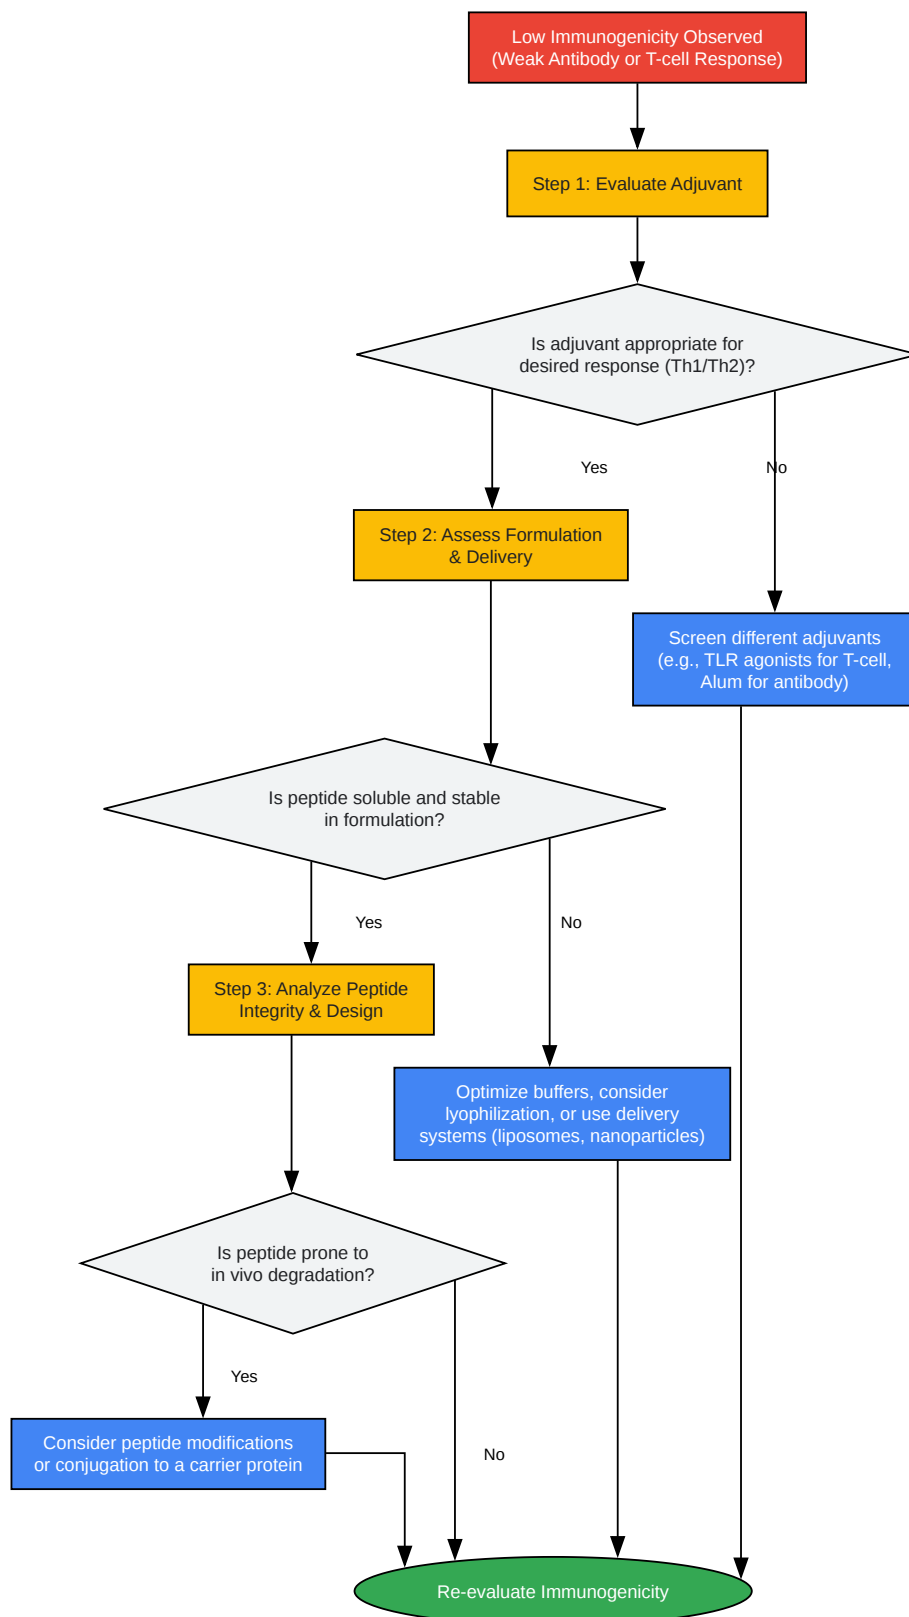 Low Immunogenicity Observed
(Weak Antibody or T-cell Response)
Step 1: Evaluate Adjuvant
Is adjuvant appropriate for
desired response (Th1/Th2)?
Yes
No
Step 2: Assess Formulation
& Delivery
Screen different adjuvants
(e.g., TLR agonists for T-cell,
Alum for antibody)
Is peptide soluble and stable
in formulation?
Yes
No
Step 3: Analyze Peptide
Integrity & Design
Optimize buffers, consider
lyophilization, or use delivery
systems (liposomes, nanoparticles)
Is peptide prone to
in vivo degradation?
Yes
Consider peptide modifications
or conjugation to a carrier protein
No
Re-evaluate Immunogenicity